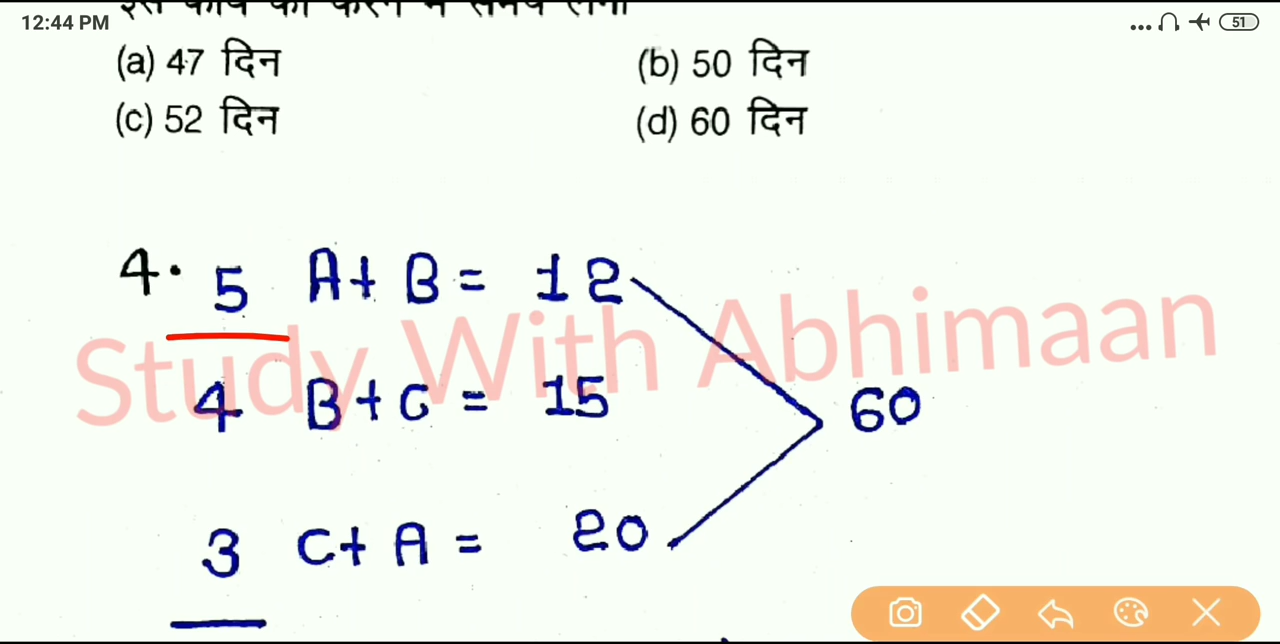 12:44 PM
51
(a) 47 दिन
(b) 50 दिन
(c) 52 दिन
(d) 60 दिन
4. 5 A+ B = 12
Study With Abhimaan
4 B+C = 15
60
3 C+ A = 20